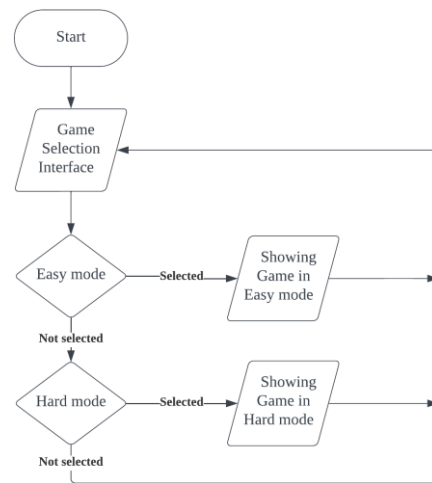 Start
Game
Selection
Interface
Easy mode
Selected
Showing
Game in
Easy mode
Not selected
Hard mode
Selected
Showing
Game in
Hard mode
Not selected